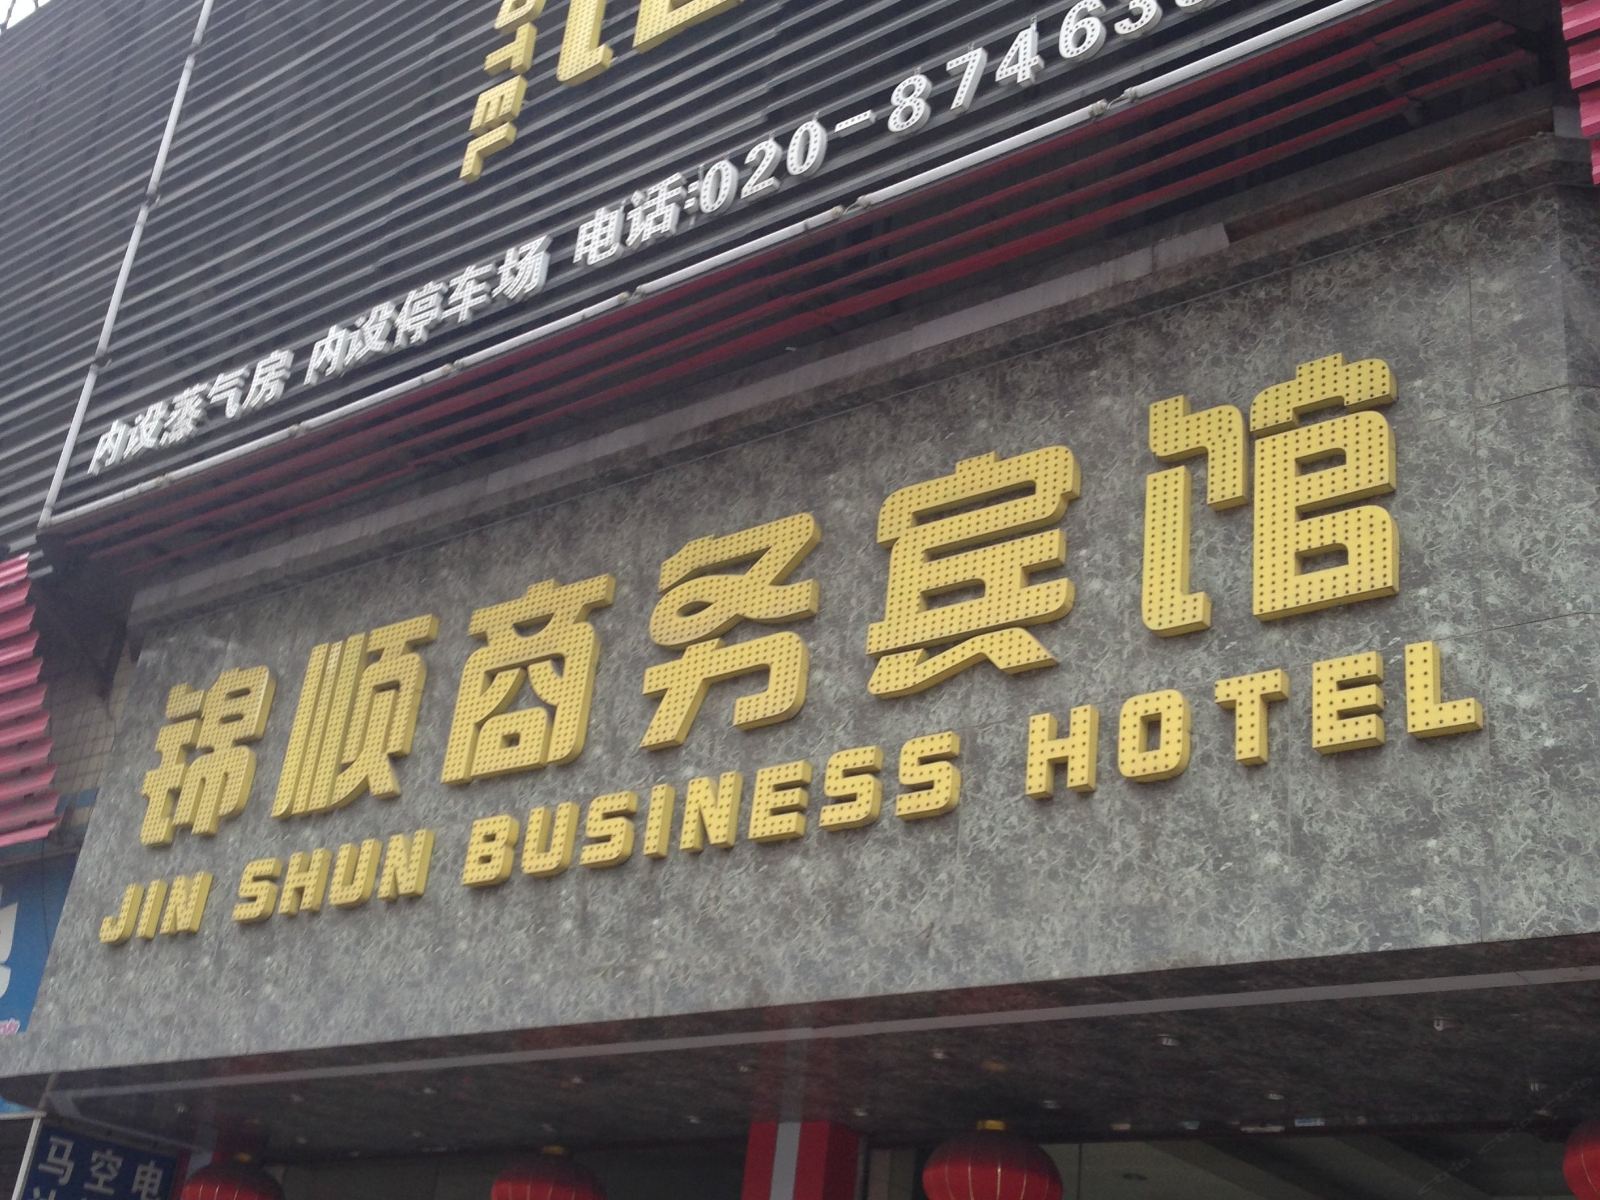 内设蒸气房 内设停车场 电话:020-87463
锦顺商务宾馆
JIN SHUN BUSINESS HOTEL
马 空 电